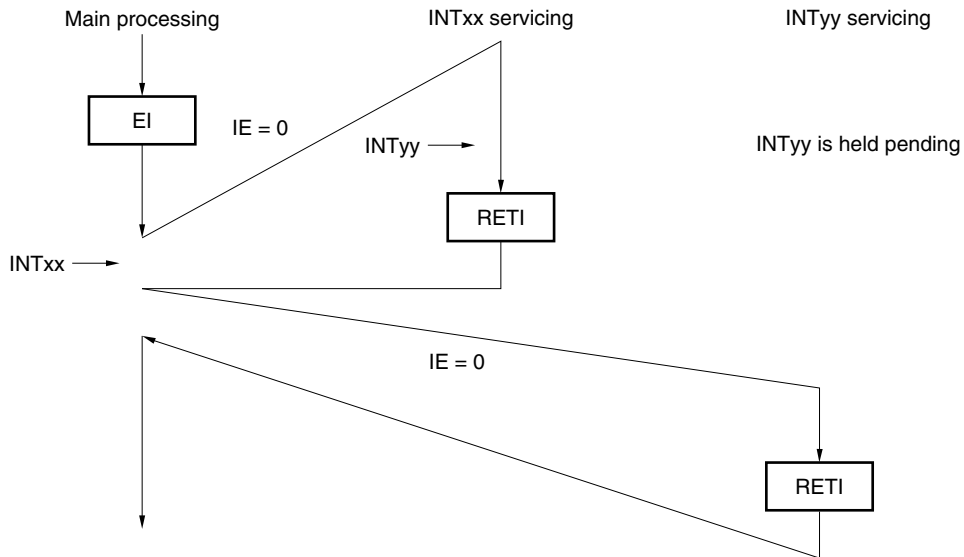 Main processing
INTxx servicing
INTyy servicing
EI
IE = 0
INTyy
INTyy is held pending
RETI
INTxx
IE = 0
RETI